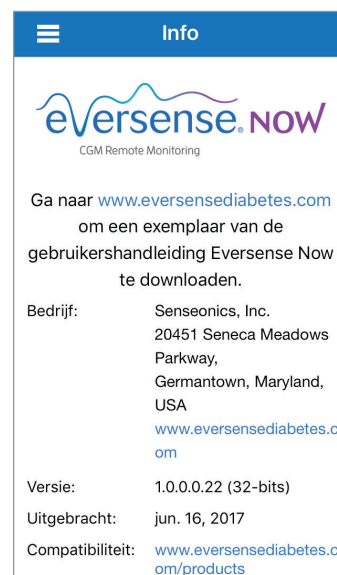 Info
eversense® NOW
CGM Remote Monitoring
Ga naar www.eversensediabetes.com
om een exemplaar van de
gebruikershandleiding Eversense Now
te downloaden.
Bedrijf: Senseonics, Inc.
20451 Seneca Meadows
Parkway,
Germantown, Maryland,
USA
www.eversensediabetes.c
om
Versie: 1.0.0.0.22 (32-bits)
Uitgebracht: jun. 16, 2017
Compatibiliteit: www.eversensediabetes.c
om/products